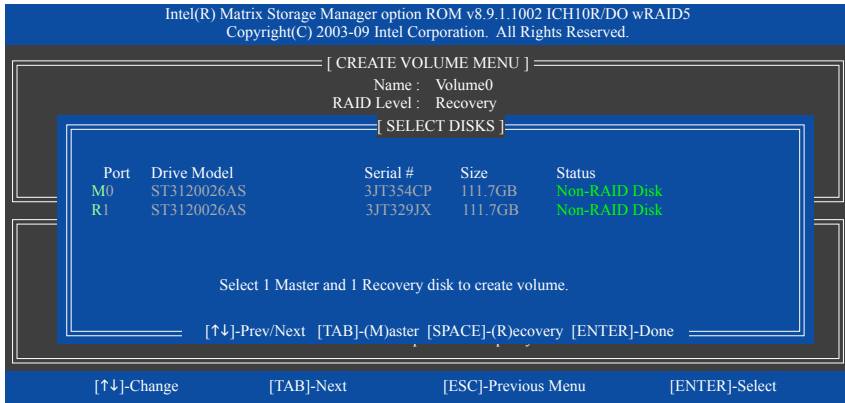 Intel(R) Matrix Storage Manager option ROM v8.9.1.1002 ICH10R/DO wRAID5
Copyright(C) 2003-09 Intel Corporation. All Rights Reserved.
[ CREATE VOLUME MENU ]
Name : Volume0
RAID Level : Recovery
[ SELECT DISKS ]
Port Drive Model Serial # Size Status
M0 ST3120026AS 3JT354CP 111.7GB Non-RAID Disk
R1 ST3120026AS 3JT329JX 111.7GB Non-RAID Disk
Select 1 Master and 1 Recovery disk to create volume.
[↑↓]-Prev/Next [TAB]-(M)aster [SPACE]-(R)ecovery [ENTER]-Done
[↑↓]-Change [TAB]-Next [ESC]-Previous Menu [ENTER]-Select